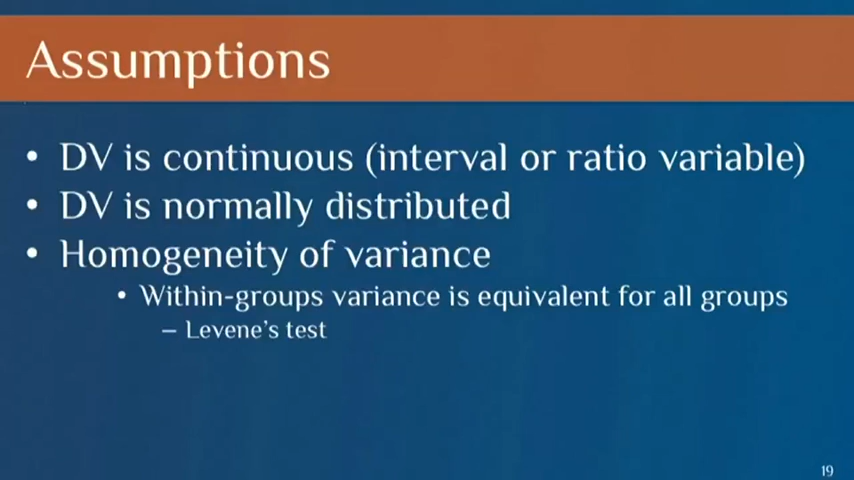 Assumptions
• DV is continuous (interval or ratio variable)
• DV is normally distributed
• Homogeneity of variance
• Within-groups variance is equivalent for all groups
– Levene's test
19